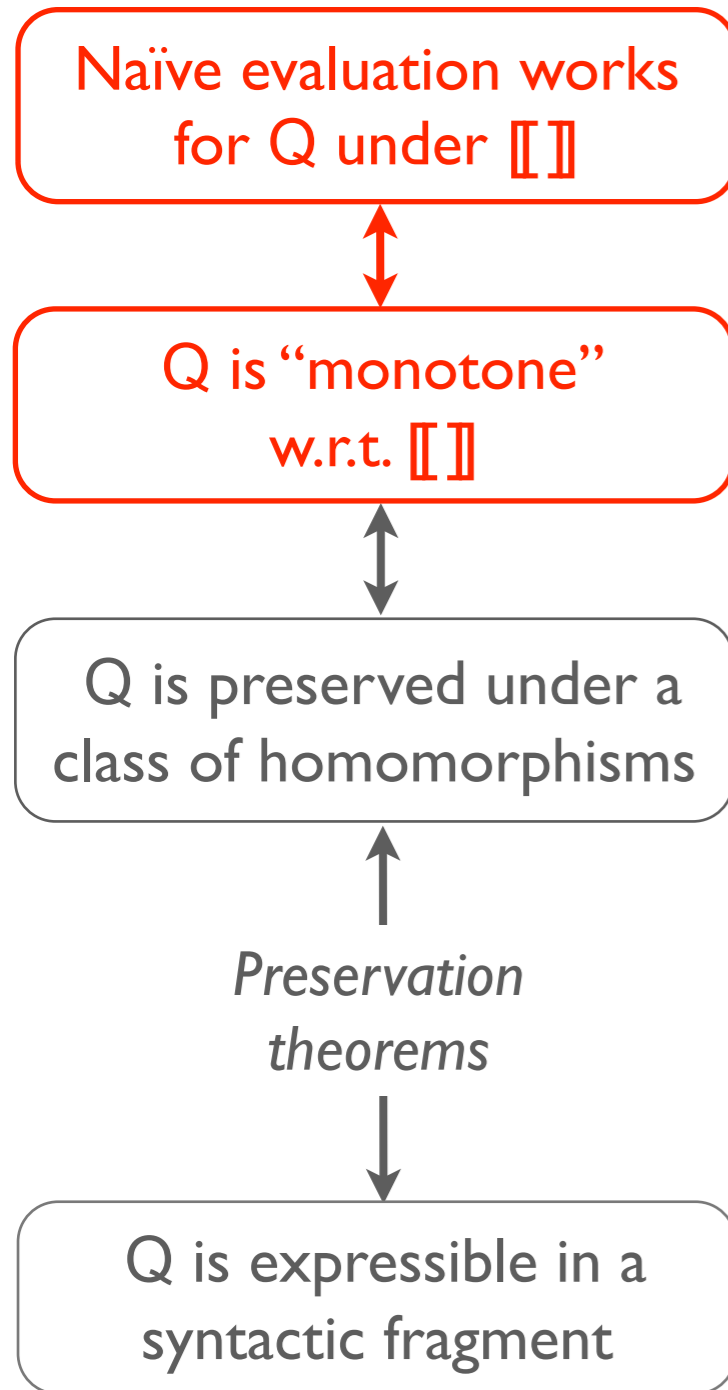 Naïve evaluation works
for Q under ⟦ ⟧
Q is “monotone”
w.r.t. ⟦ ⟧
Q is preserved under a
class of homomorphisms
Preservation
theorems
Q is expressible in a
syntactic fragment